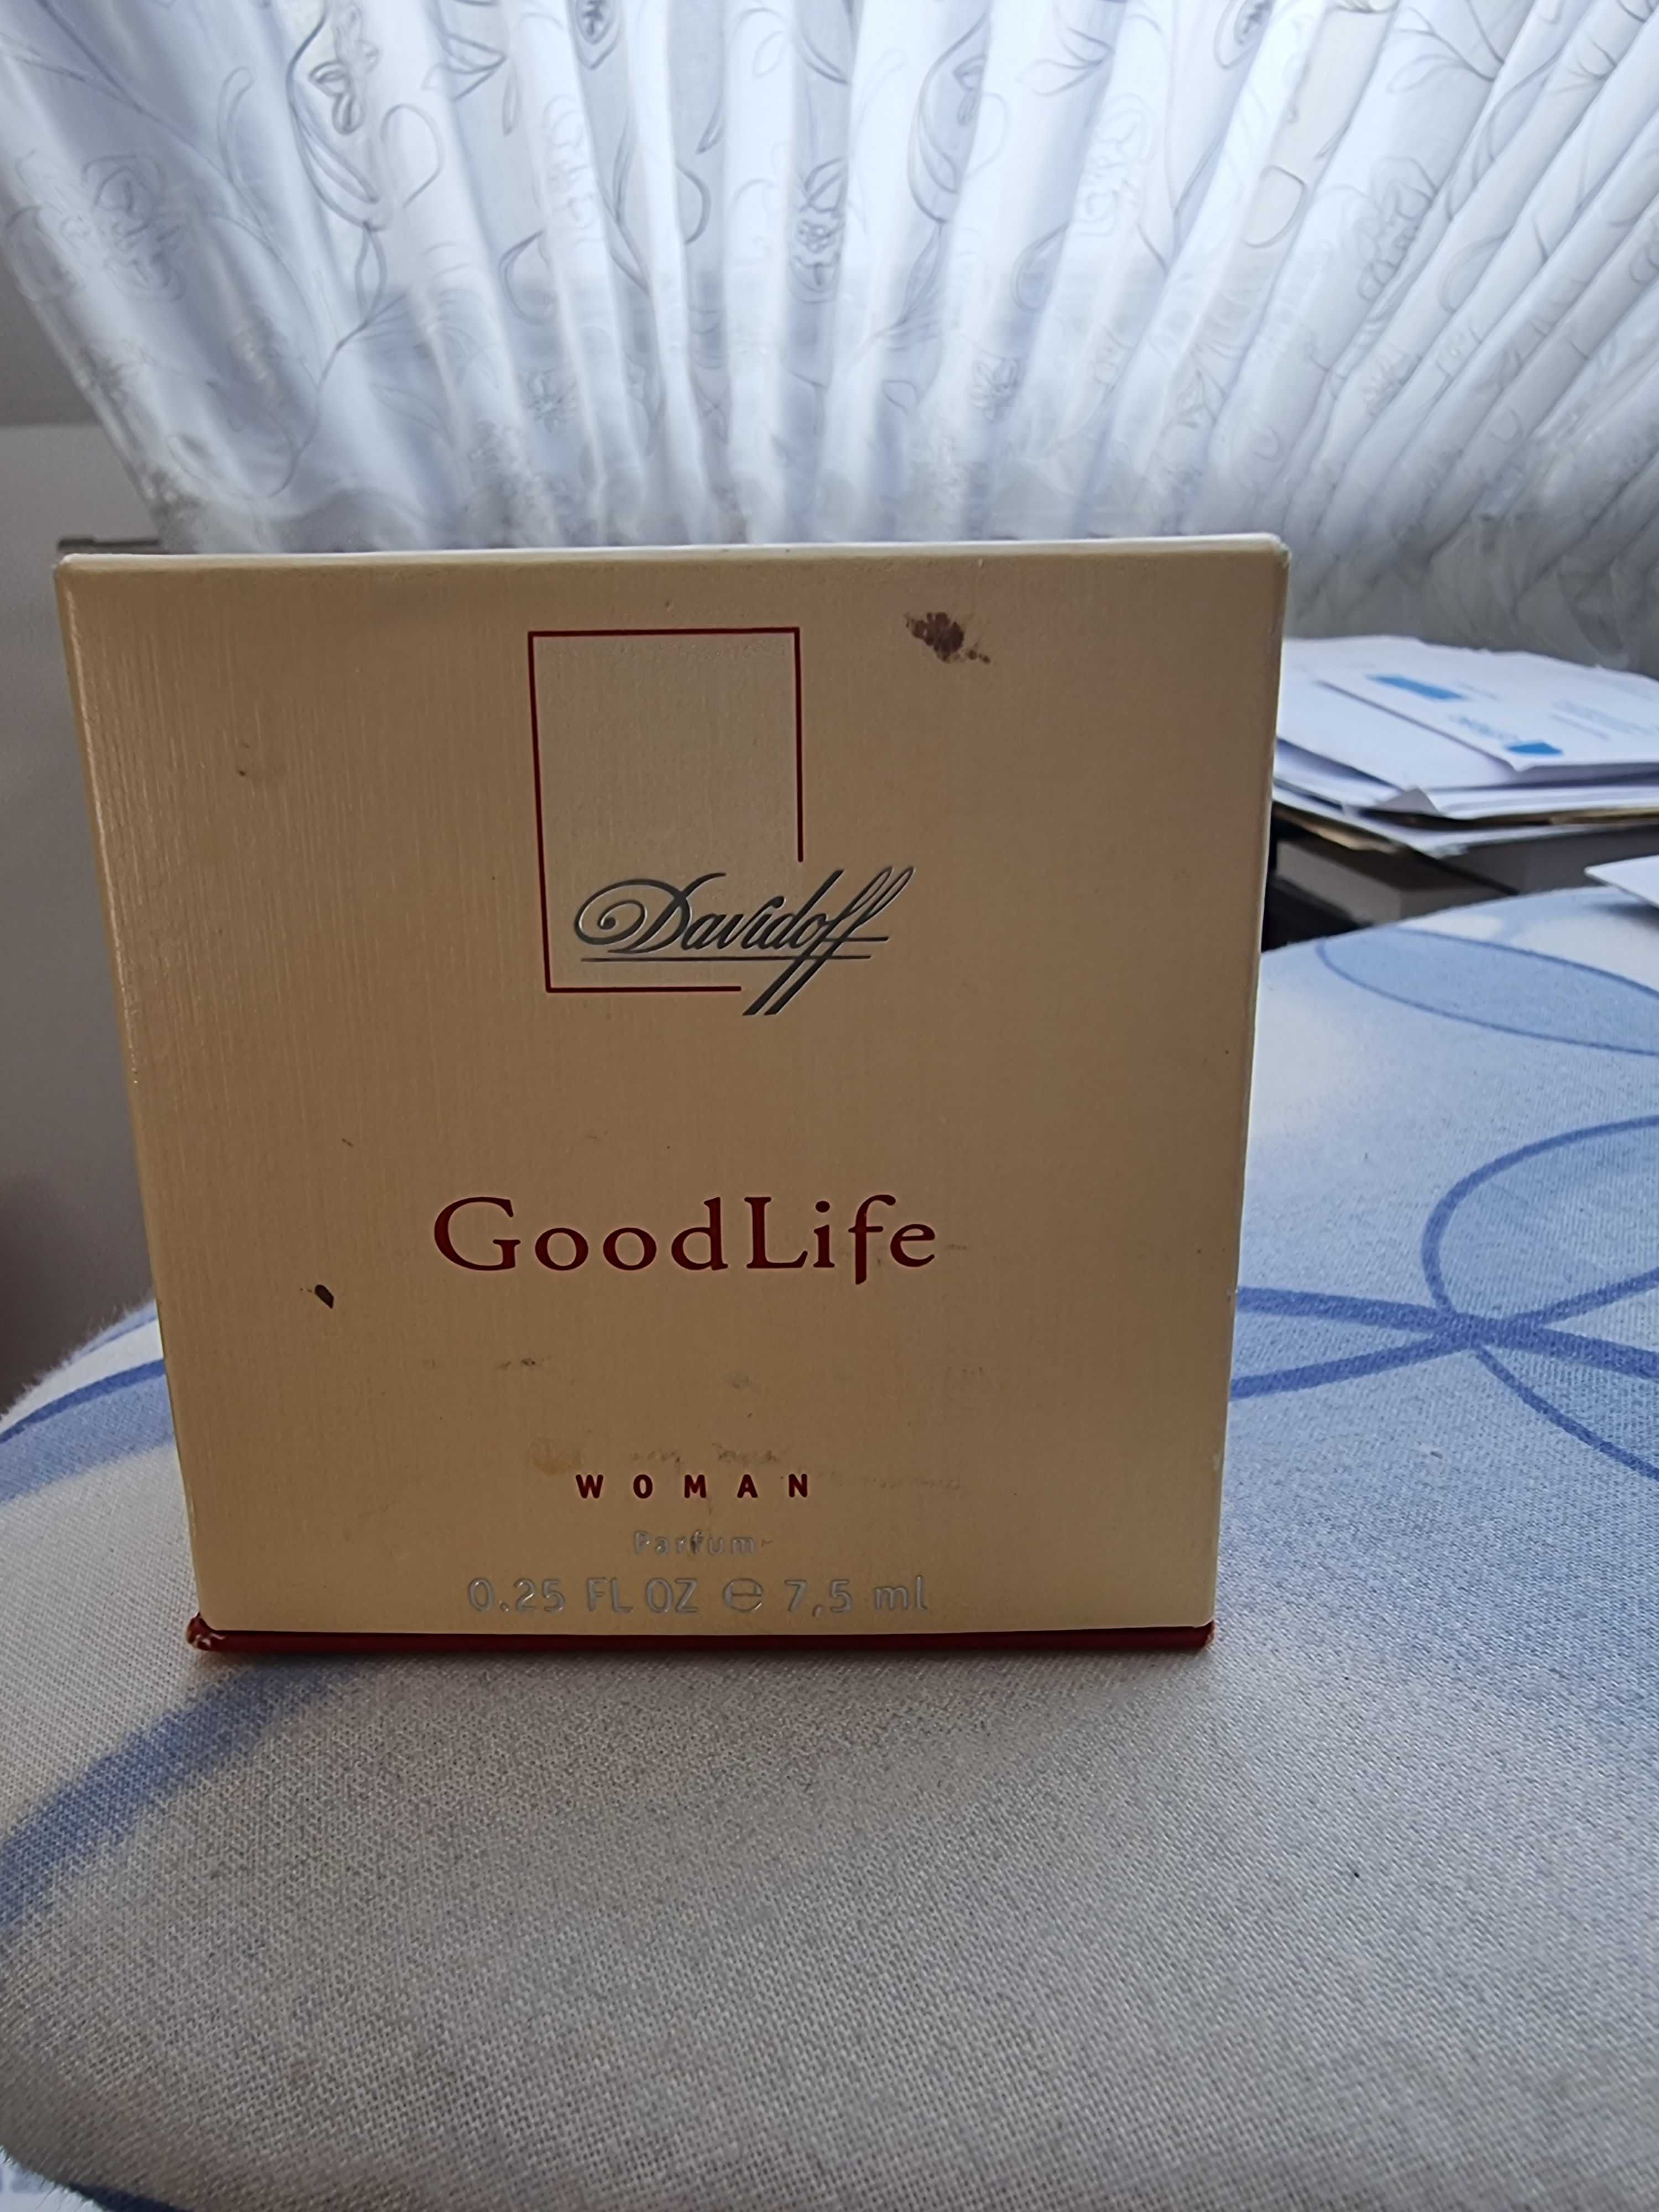 Davidoff
GoodLife
WOMAN
Parfum
0.25 FL OZ ℮ 7,5 ml